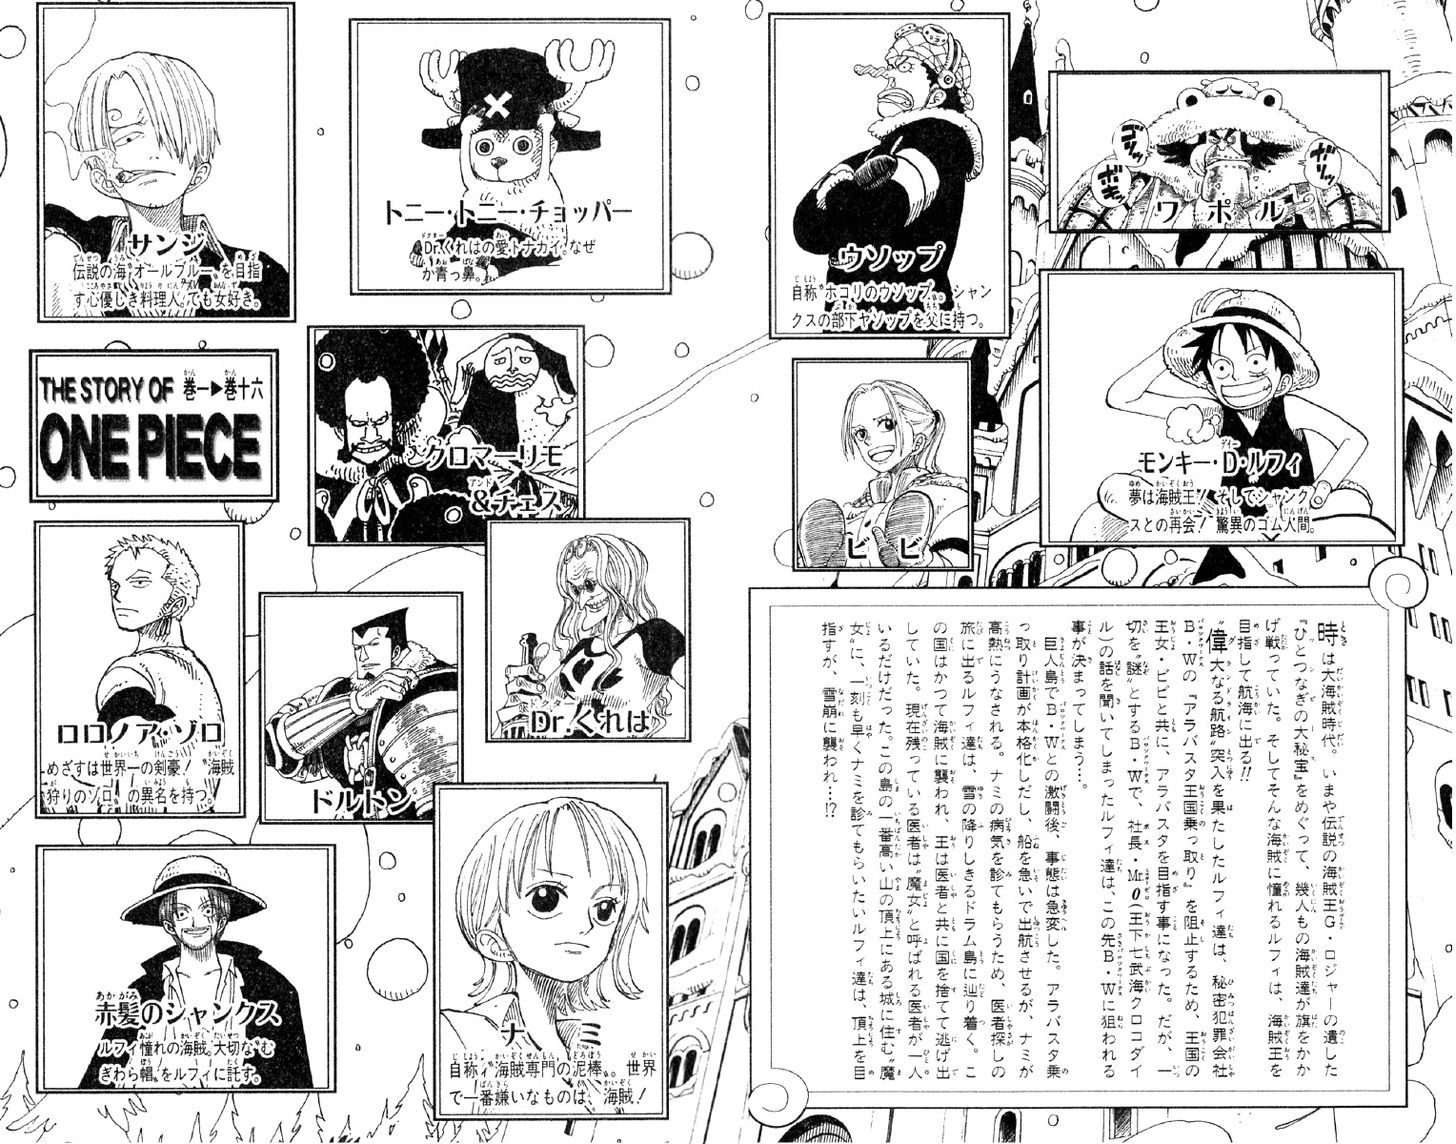 ワポル
ゴリッ
ボキ
ガリッ
モンキー・D・ルフィ
夢は海賊王! そしてシャンク
スとの再会! 驚異のゴム人間。
ウソップ
自称〝ホコリのウソップ〟。シャン
クスの部下ヤソップを父に持つ。
ビビ
トニー・トニー・チョッパー
Dr.くれはの愛トナカイ。なぜ
か青っ鼻。
サンジ
伝説の海〝オールブルー〟を目指
す心優しき料理人。でも女好き。
THE STORY OF 巻一▶巻十六
ONE PIECE
クロマーリモ
&チェス
Dr.くれは
ロロノア・ゾロ
めざすは世界一の剣豪! 〝海賊
狩りのゾロ〟の異名を持つ。
ドルトン
ナミ
自称〝海賊専門の泥棒〟。世界
で一番嫌いなものは、海賊!
赤髪のシャンクス
ルフィ憧れの海賊。大切な〝む
ぎわら帽〟をルフィに託す。
時は大海賊時代。いまや伝説の海賊王G・ロジャーの遺した
『ひとつなぎの大秘宝』をめぐって、幾人もの海賊達が旗をかか
げ戦っていた。そしてそんな海賊に憧れるルフィは、海賊王を
目指して航海に出る!!
〝偉大なる航路〟突入を果たしたルフィ達は、秘密犯罪会社
B・Wの『アラバスタ王国乗っ取り』を阻止するため、王国の
王女・ビビと共に、アラバスタを目指す事になった。だが、一
切を〝謎〟とするB・Wで、社長・Mr.0(王下七武海クロコダイ
ル)の話を聞いてしまったルフィ達は、この先B・Wに狙われる
事が決まってしまう…。
巨人島でB・Wとの激闘後、事態は急変した。アラバスタ乗
っ取り計画が本格化しだし、船を急いで出航させるが、ナミが
高熱にうなされる。ナミの病気を診てもらうため、医者探しの
旅に出るルフィ達は、雪の降りしきるドラム島に辿り着く。こ
の国はかつて海賊に襲われ、王は医者と共に国を捨てて逃げ出
していた。現在残っている医者は〝魔女〟と呼ばれる医者が一人
いるだけだった。この島の一番高い山の頂上にある城に住む〝魔
女〟に、一刻も早くナミを診てもらいたいルフィ達は、頂上を目
指すが、雪崩に襲われ…!?